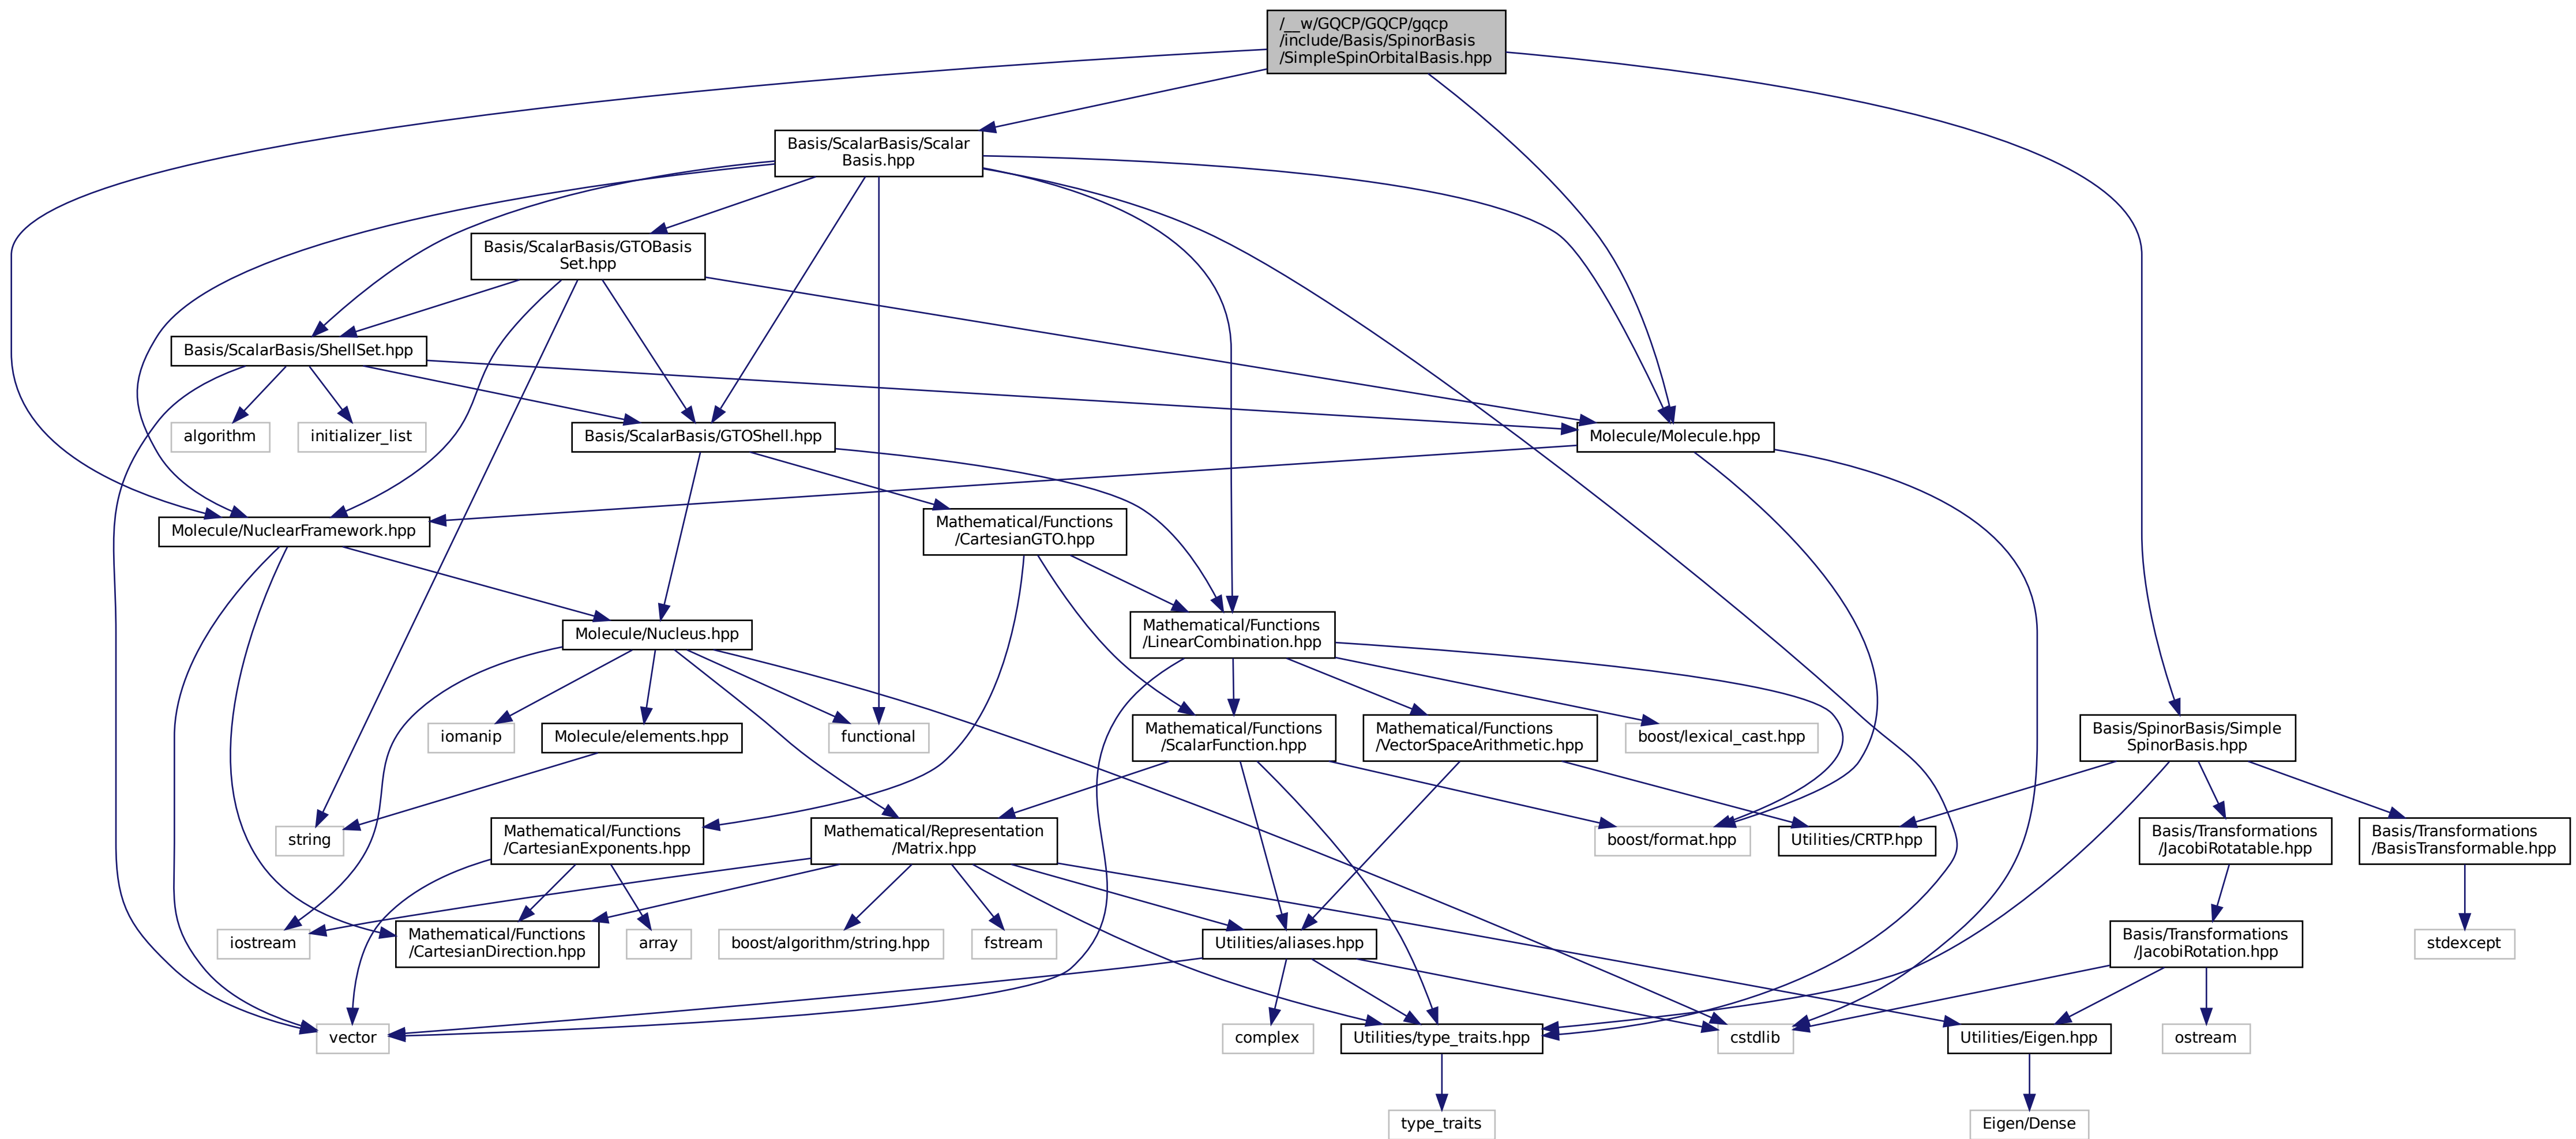 /__w/GQCP/GQCP/gqcp
/include/Basis/SpinorBasis
/SimpleSpinOrbitalBasis.hpp
Basis/ScalarBasis/Scalar
Basis.hpp
Basis/ScalarBasis/GTOBasis
Set.hpp
Basis/ScalarBasis/ShellSet.hpp
algorithm
initializer_list
Basis/ScalarBasis/GTOShell.hpp
Molecule/Molecule.hpp
Molecule/NuclearFramework.hpp
Mathematical/Functions
/CartesianGTO.hpp
Molecule/Nucleus.hpp
Mathematical/Functions
/LinearCombination.hpp
iomanip
Molecule/elements.hpp
functional
Mathematical/Functions
/ScalarFunction.hpp
Mathematical/Functions
/VectorSpaceArithmetic.hpp
boost/lexical_cast.hpp
Basis/SpinorBasis/Simple
SpinorBasis.hpp
string
Mathematical/Functions
/CartesianExponents.hpp
Mathematical/Representation
/Matrix.hpp
boost/format.hpp
Utilities/CRTP.hpp
Basis/Transformations
/JacobiRotatable.hpp
Basis/Transformations
/BasisTransformable.hpp
iostream
Mathematical/Functions
/CartesianDirection.hpp
array
boost/algorithm/string.hpp
fstream
Utilities/aliases.hpp
Basis/Transformations
/JacobiRotation.hpp
stdexcept
vector
complex
Utilities/type_traits.hpp
cstdlib
Utilities/Eigen.hpp
ostream
type_traits
Eigen/Dense